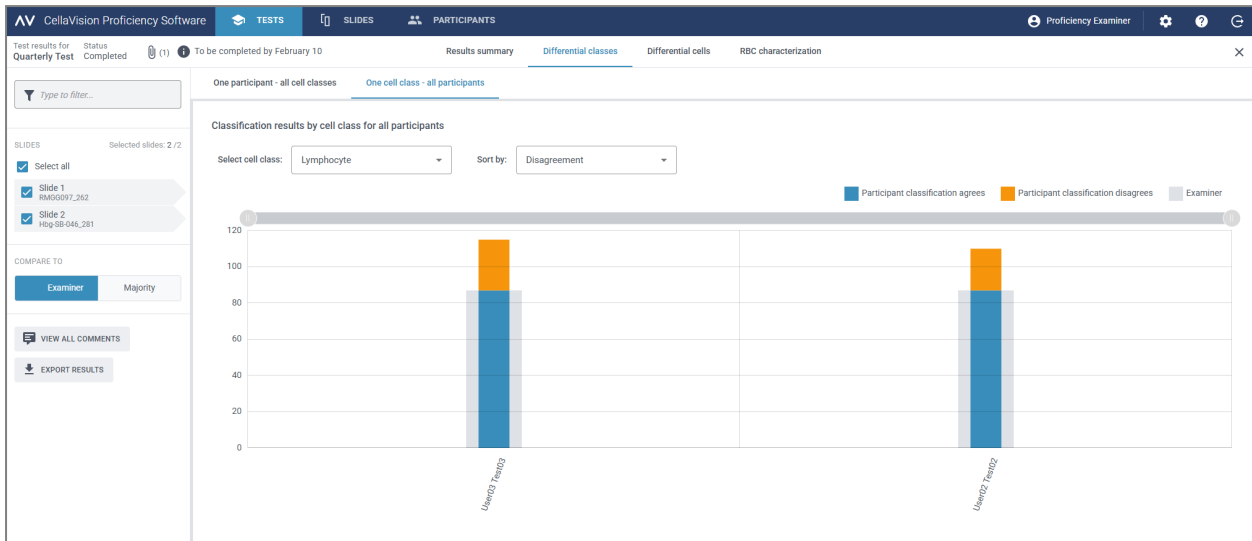 CellaVision Proficiency Software
TESTS
SLIDES
PARTICIPANTS
Proficiency Examiner
Test results for
Quarterly Test
Status
Completed
(1)
To be completed by February 10
Results summary
Differential classes
Differential cells
RBC characterization
Type to filter...
One participant - all cell classes
One cell class - all participants
SLIDES
Selected slides: 2 /2
Select all
Slide 1
RMGG097_262
Slide 2
Hbg-SB-046_281
COMPARE TO
Examiner
Majority
VIEW ALL COMMENTS
EXPORT RESULTS
Classification results by cell class for all participants
Select cell class:
Lymphocyte
Sort by:
Disagreement
Participant classification agrees
Participant classification disagrees
Examiner
120
100
80
60
40
20
0
User03 Test03
User02 Test02